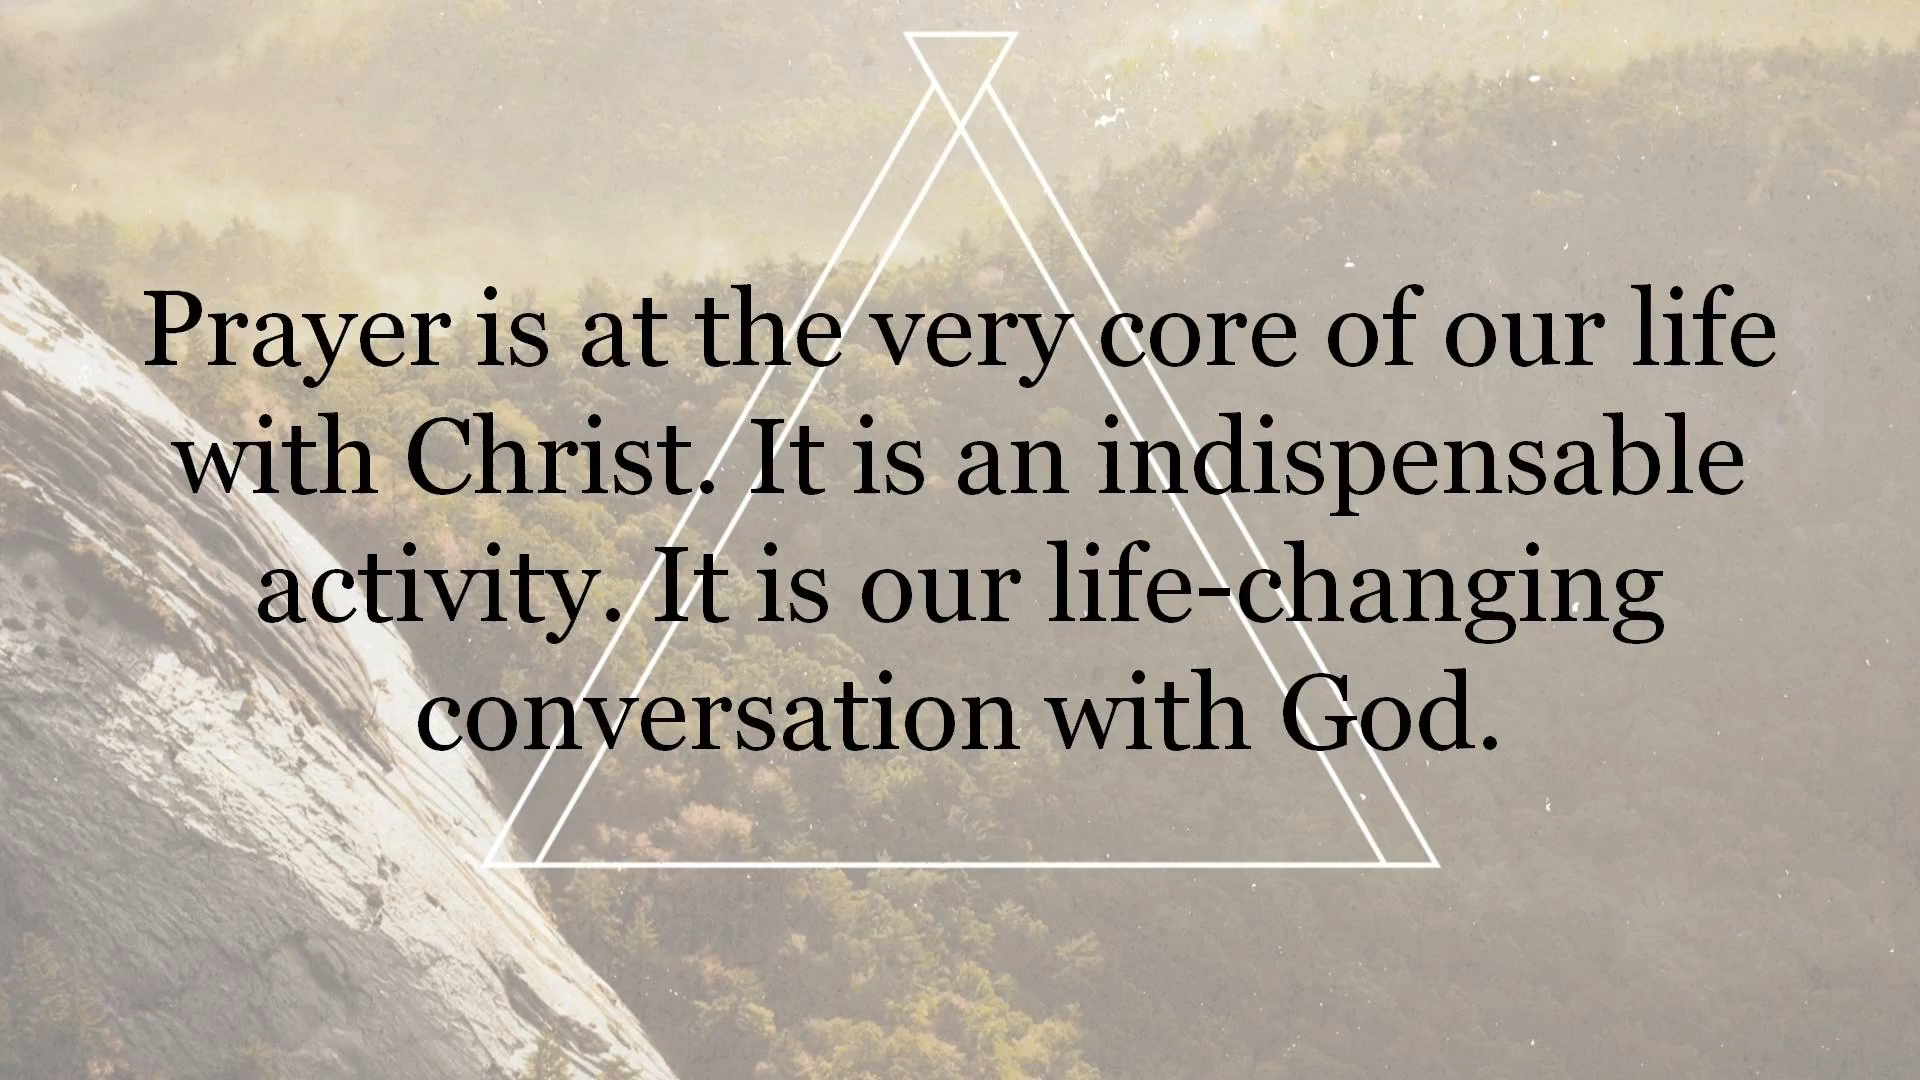 Prayer is at the very core of our life
with Christ. It is an indispensable
activity. It is our life-changing
conversation with God.